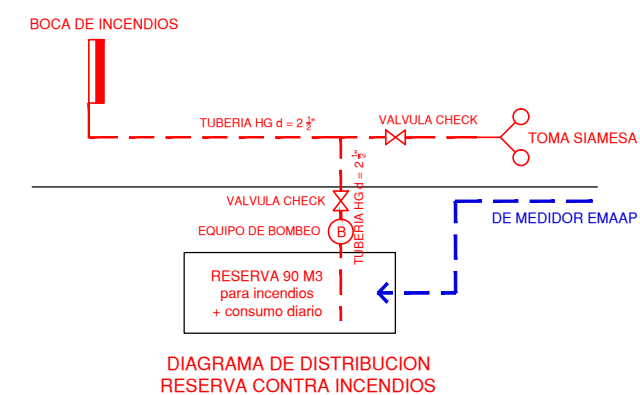 BOCA DE INCENDIOS
TUBERIA HG d = 2 ½"
VALVULA CHECK
TOMA SIAMESA
TUBERIA HG d = 2 ½"
VALVULA CHECK
DE MEDIDOR EMAAP
EQUIPO DE BOMBEO
B
RESERVA 90 M3
para incendios
+ consumo diario
DIAGRAMA DE DISTRIBUCION
RESERVA CONTRA INCENDIOS